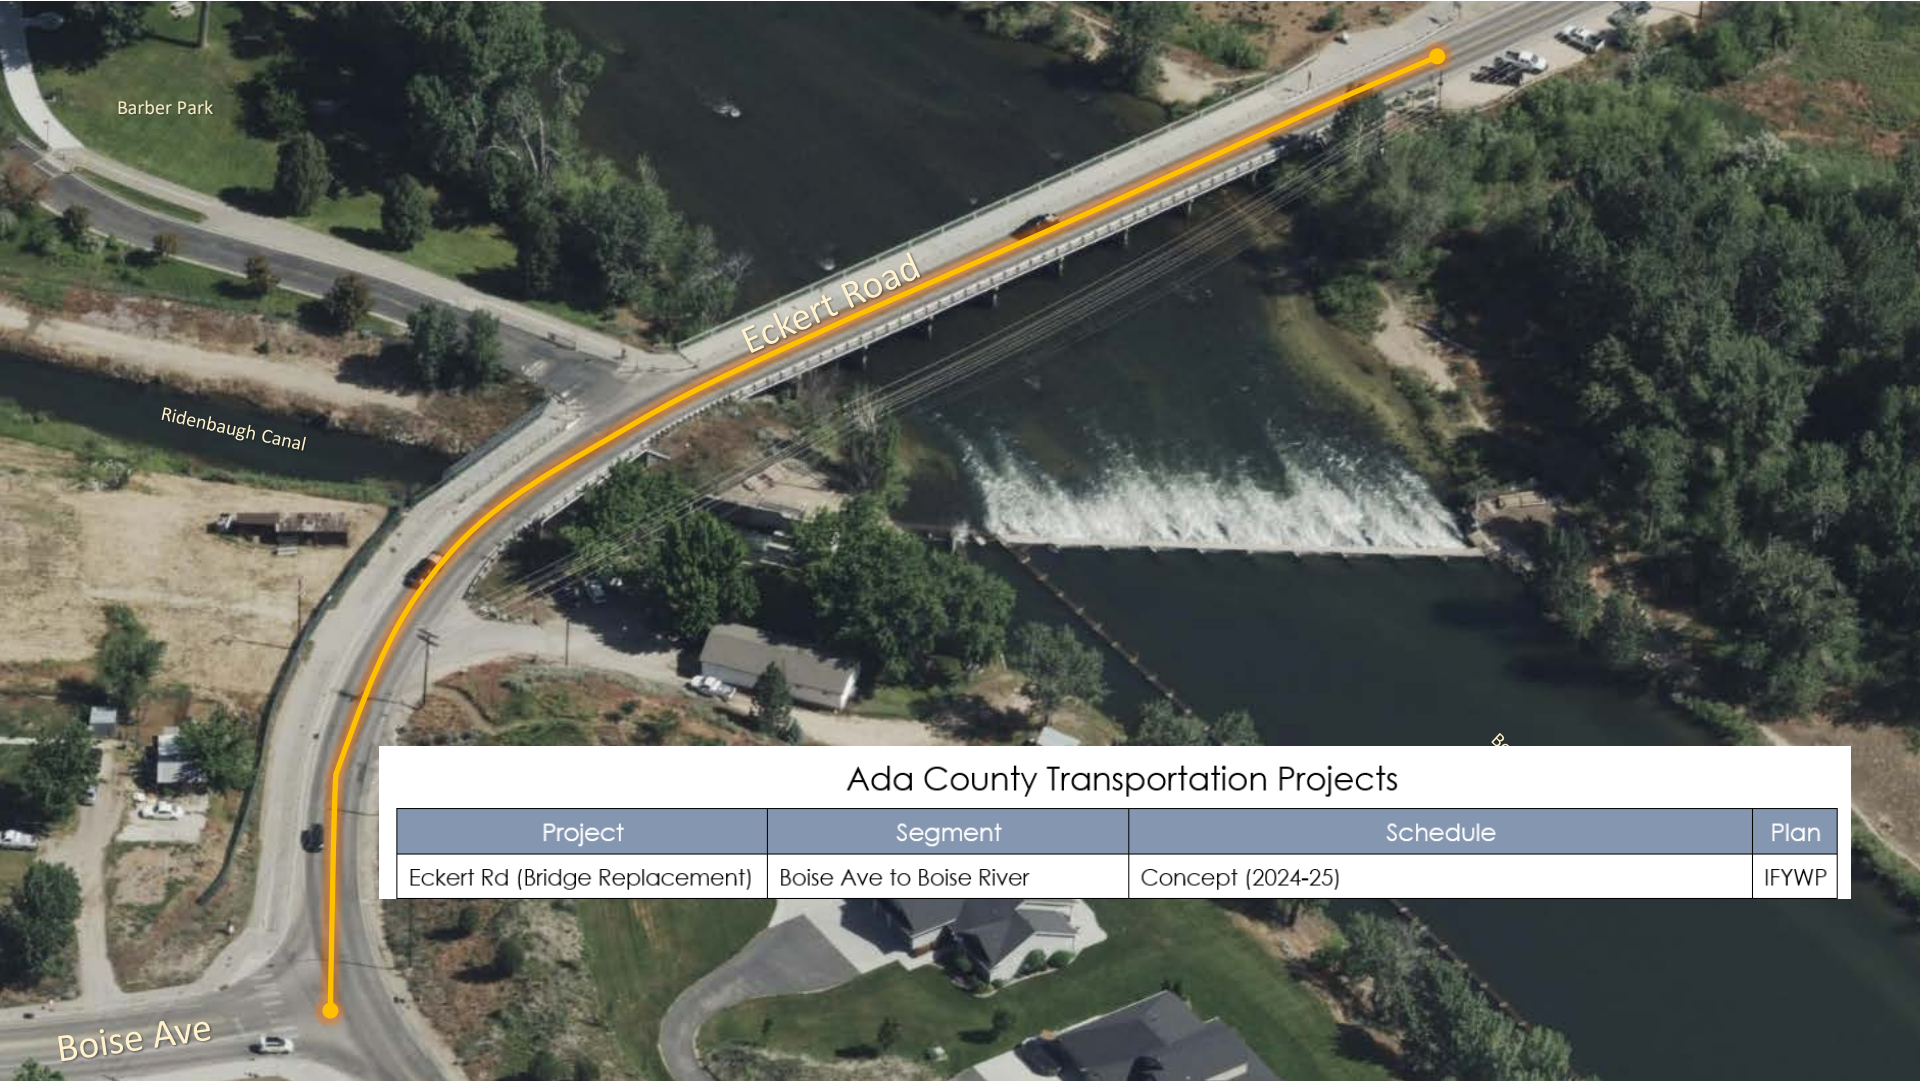 Barber Park
Eckert Road
Ridenbaugh Canal
Ada County Transportation Projects
Project Segment Schedule Plan
Eckert Rd (Bridge Replacement) Boise Ave to Boise River Concept (2024-25) IFYWP
Boise Ave